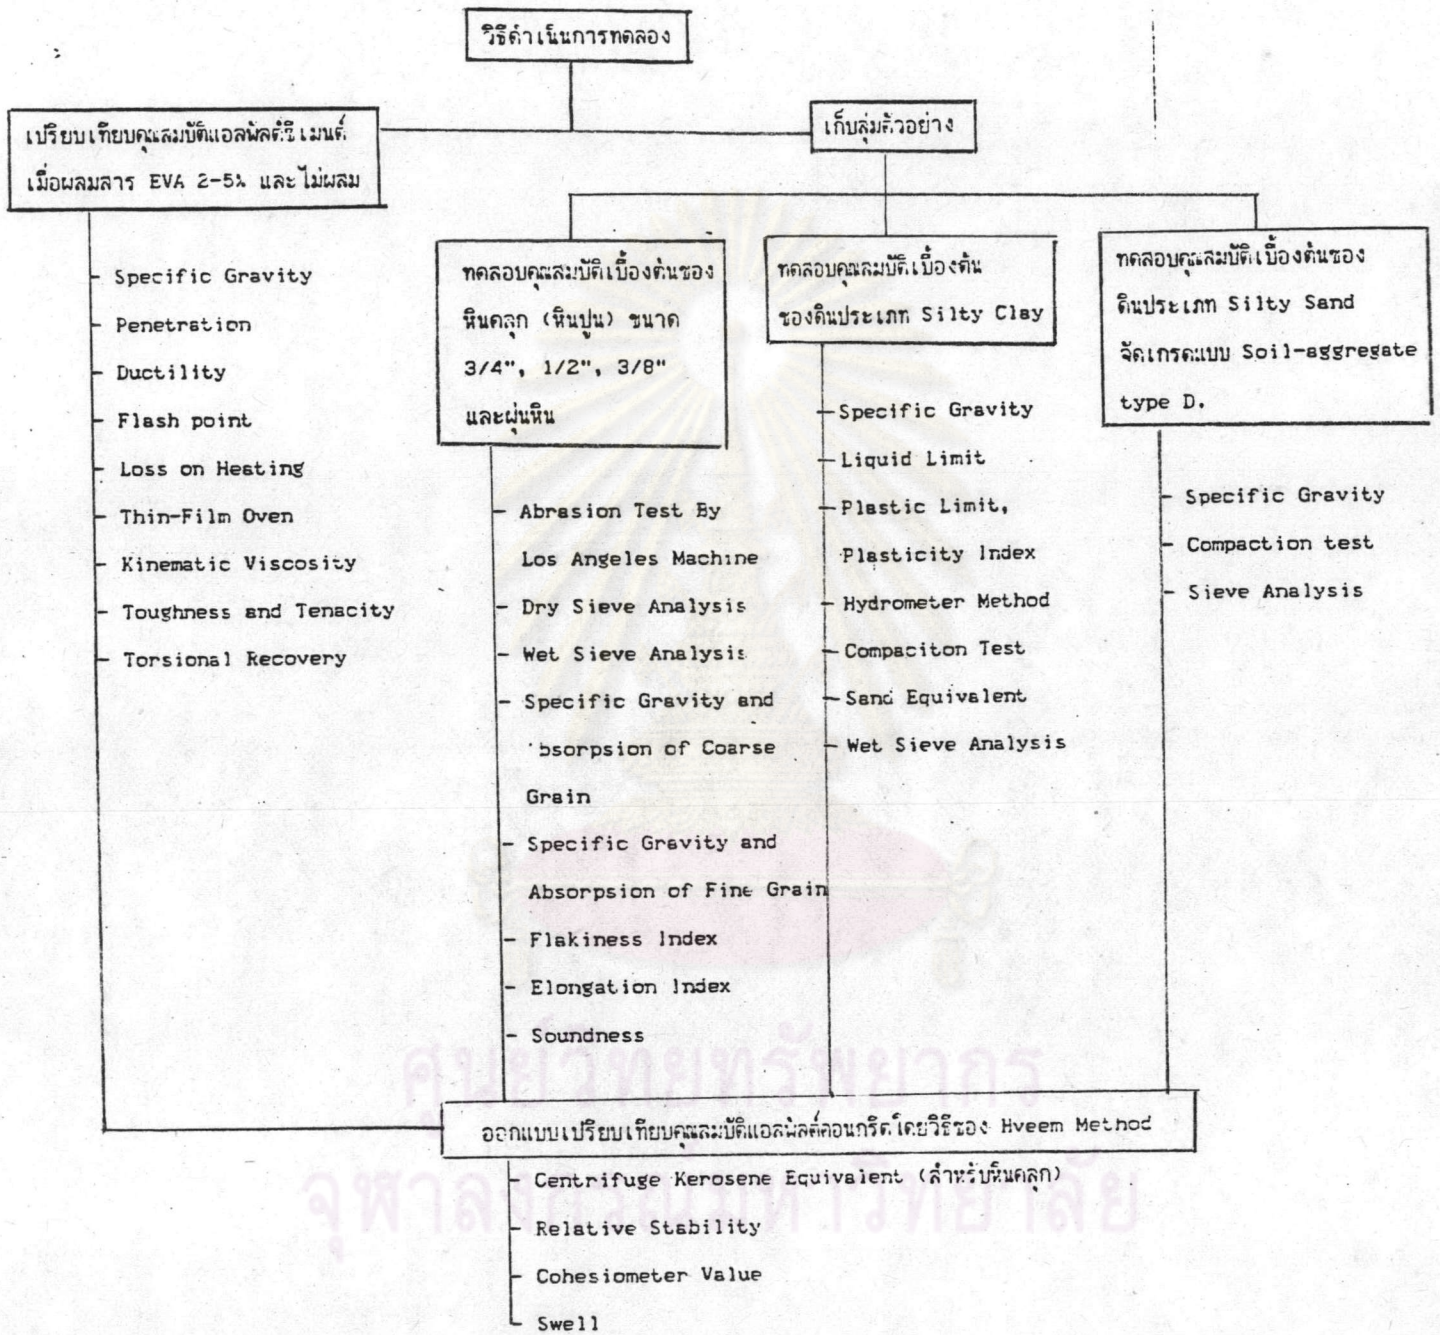 วิธีดำเนินการทดลอง
เปรียบเทียบคุณสมบัติแอลฟัลต์ซีเมนต์
เมื่อผสมสาร EVA 2-5% และไม่ผสม
- Specific Gravity
- Penetration
- Ductility
- Flash point
- Loss on Heating
- Thin-Film Oven
- Kinematic Viscosity
- Toughness and Tenacity
- Torsional Recovery
เก็บสุ่มตัวอย่าง
ทดสอบคุณสมบัติเบื้องต้นของ
หินคลุก (หินปูน) ขนาด
3/4", 1/2", 3/8"
และฝุ่นหิน
- Abrasion Test By
Los Angeles Machine
- Dry Sieve Analysis
- Wet Sieve Analysis
- Specific Gravity and
bsorpsion of Coarse
Grain
- Specific Gravity and
Absorpsion of Fine Grain
- Flakiness Index
- Elongation Index
- Soundness
ทดสอบคุณสมบัติเบื้องต้น
ของดินประเภท Silty Clay
- Specific Gravity
- Liquid Limit
- Plastic Limit,
Plasticity Index
- Hydrometer Method
- Compaciton Test
- Sand Equivalent
- Wet Sieve Analysis
ทดสอบคุณสมบัติเบื้องต้นของ
ดินประเภท Silty Sand
จัดเกรดแบบ Soil-aggregate
type D.
- Specific Gravity
- Compaction test
- Sieve Analysis
ออกแบบเปรียบเทียบคุณสมบัติแอสฟัลต์คอนกรีตโดยวิธีของ Hveem Method
- Centrifuge Kerosene Equivalent (สำหรับหินคลุก)
- Relative Stability
- Cohesiometer Value
- Swell
ศูนย์วิทยทรัพยากร
จุฬาลงกรณ์มหาวิทยาลัย